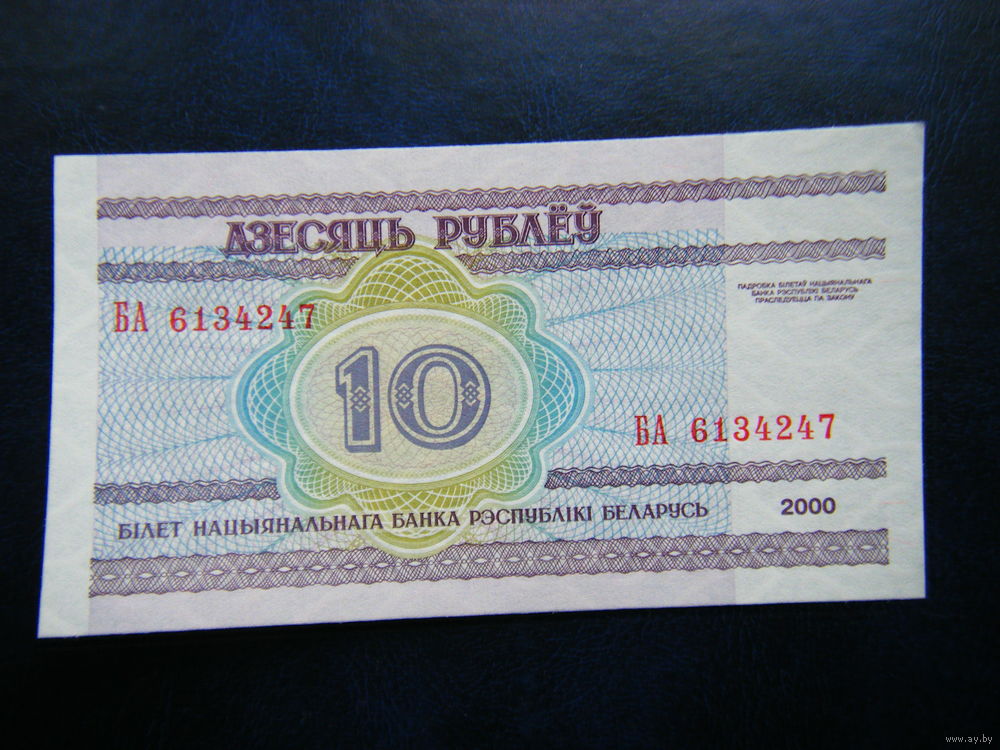 ДЗЕСЯЦЬ РУБЛЁЎ
ПАДРОБКА БІЛЕТАЎ НАЦЫЯНАЛЬНАГА
БАНКА РЭСПУБЛІКІ БЕЛАРУСЬ
ПРАСЛЕДУЕЦЦА ПА ЗАКОНУ
БА 6134247
10
БА 6134247
2000
БІЛЕТ НАЦЫЯНАЛЬНАГА БАНКА РЭСПУБЛІКІ БЕЛАРУСЬ
www.ay.by